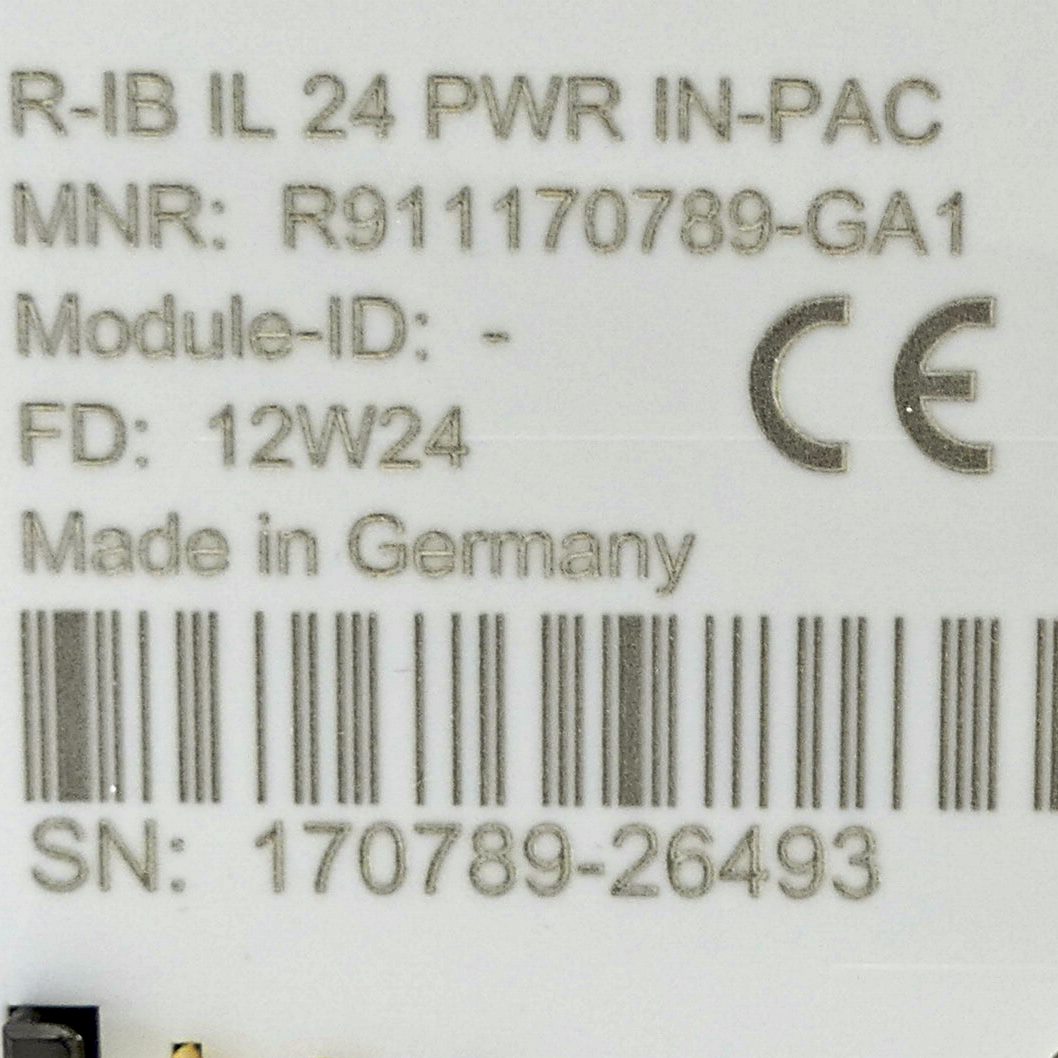 R-IB IL 24 PWR IN-PAC
MNR: R911170789-GA1
Module-ID: -
CE
FD: 12W24
Made in Germany
SN: 170789-26493